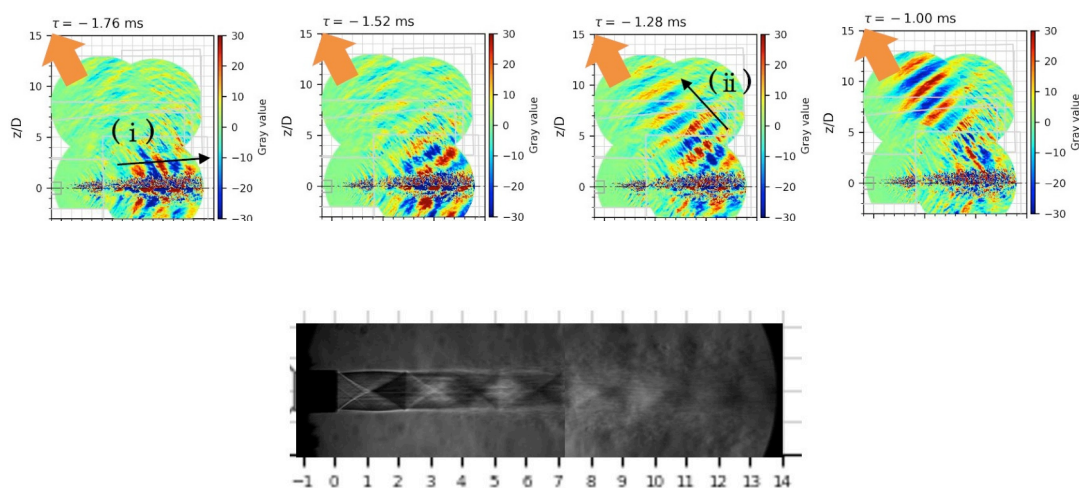 τ = −1.76 ms
τ = −1.52 ms
τ = −1.28 ms
τ = −1.00 ms
15
10
5
0
z/D
30
20
10
0
−10
−20
−30
Gray value
( i )
15
10
5
0
z/D
30
20
10
0
−10
−20
−30
Gray value
15
10
5
0
z/D
30
20
10
0
−10
−20
−30
Gray value
( ii )
15
10
5
0
z/D
30
20
10
0
−10
−20
−30
Gray value
−1 0 1 2 3 4 5 6 7 8 9 10 11 12 13 14